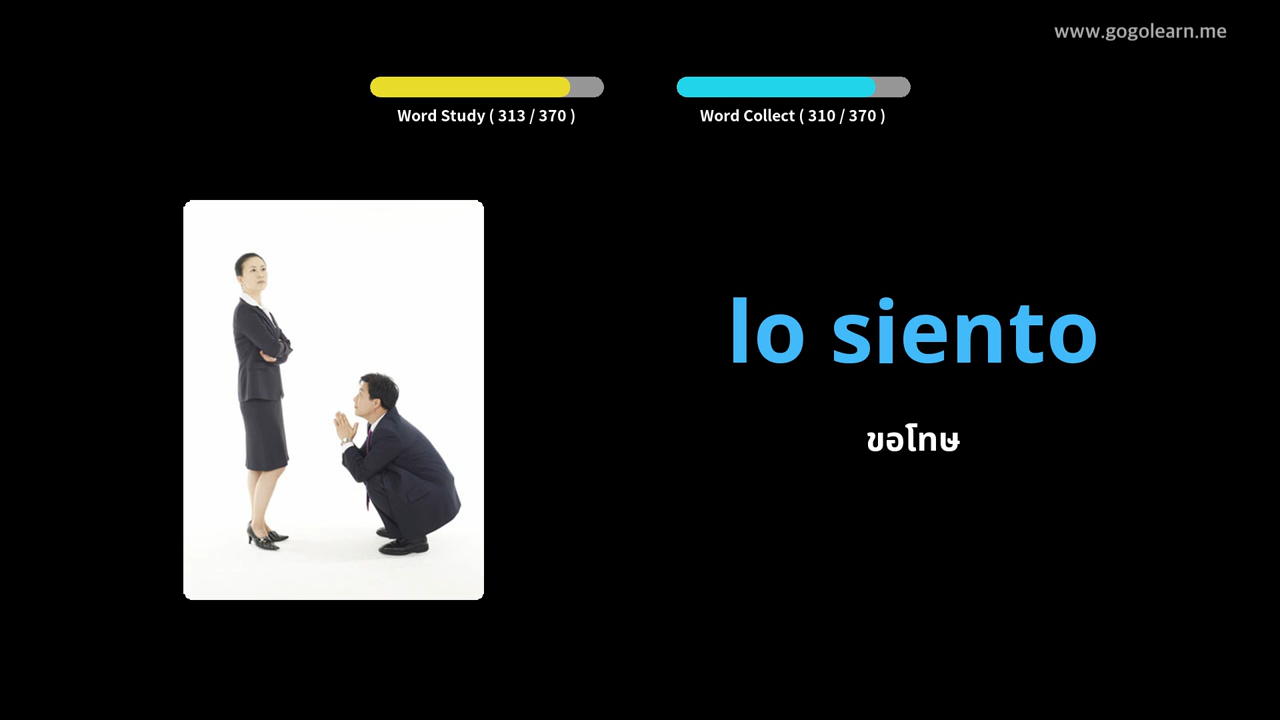 www.gogolearn.me
Word Study ( 313 / 370 )
Word Collect ( 310 / 370 )
lo siento
ขอโทษ